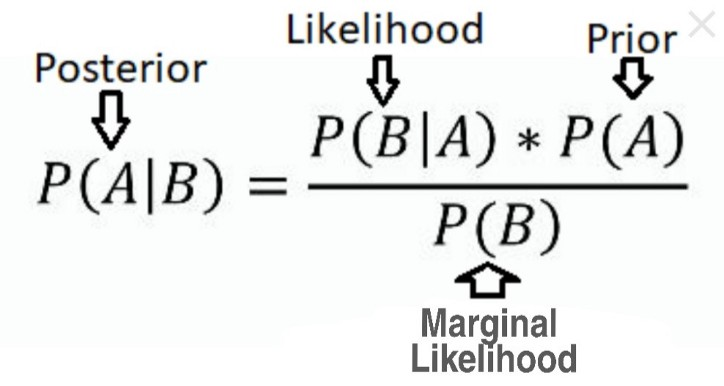 Likelihood
Prior
Posterior
P(A|B) = P(B|A) * P(A)
P(B)
Marginal
Likelihood